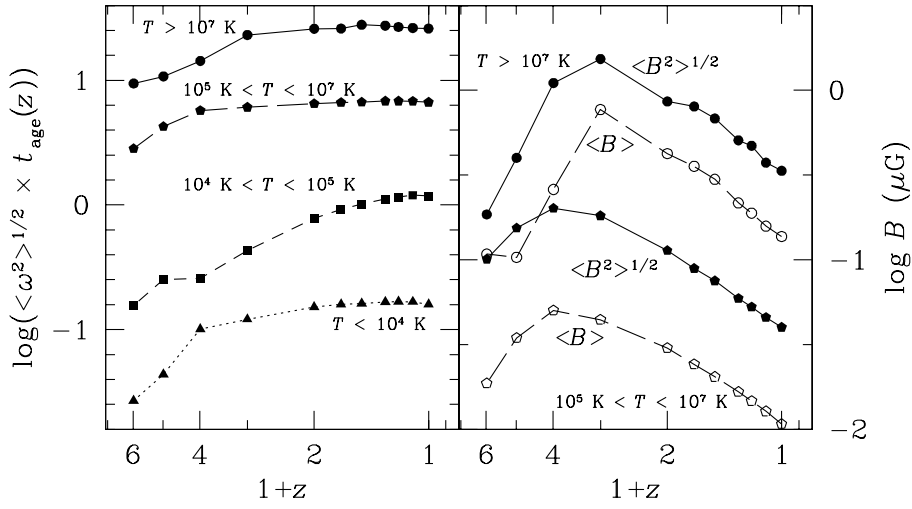 log(<ω²>¹/² × t_age(z))
1
0
−1
T > 10⁷ K
10⁵ K < T < 10⁷ K
10⁴ K < T < 10⁵ K
T < 10⁴ K
6 4 2 1
1+z
T > 10⁷ K
<B²>¹/²
<B>
<B²>¹/²
<B>
10⁵ K < T < 10⁷ K
6 4 2 1
1+z
0
−1
−2
log B (μG)